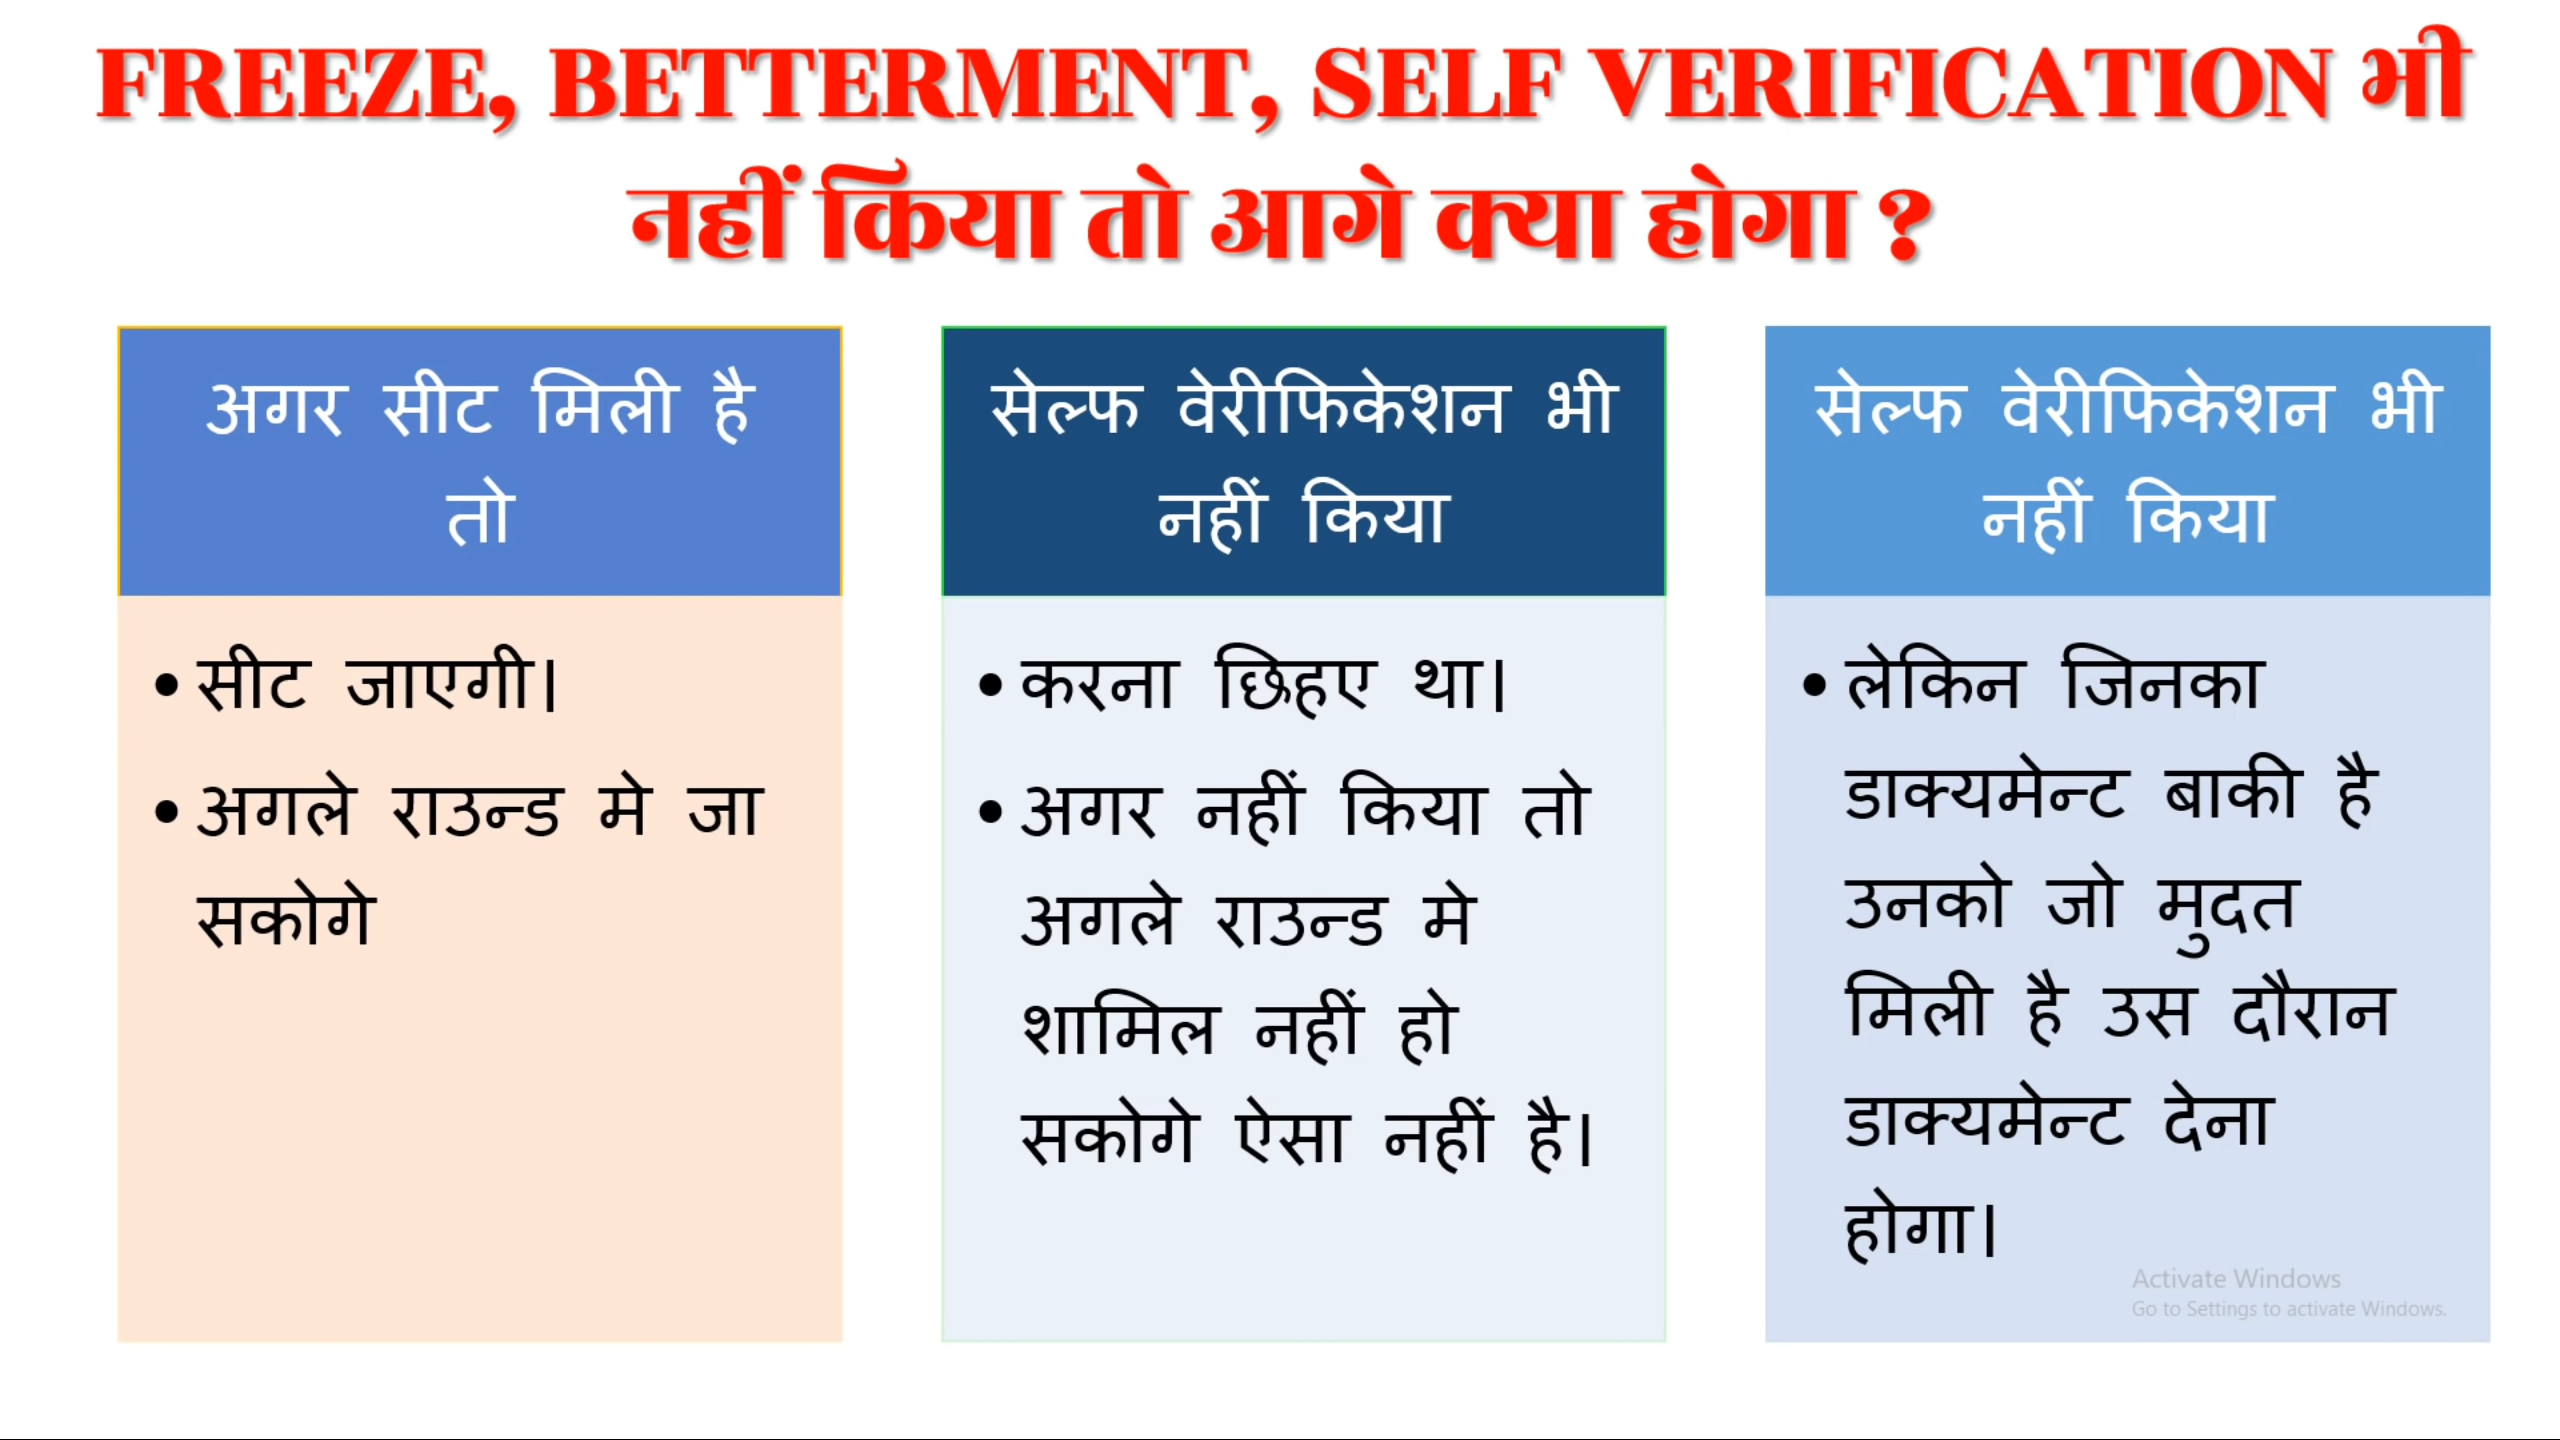 FREEZE, BETTERMENT, SELF VERIFICATION भी
नहीं किया तो आगे क्या होगा ?
अगर सीट मिली है
तो
• सीट जाएगी।
• अगले राउन्ड मे जा
सकोगे
सेल्फ वेरीफिकेशन भी
नहीं किया
• करना छिहए था।
• अगर नहीं किया तो
अगले राउन्ड मे
शामिल नहीं हो
सकोगे ऐसा नहीं है।
सेल्फ वेरीफिकेशन भी
नहीं किया
• लेकिन जिनका
डाक्यमेन्ट बाकी है
उनको जो मुदत
मिली है उस दौरान
डाक्यमेन्ट देना
होगा।
Activate Windows
Go to Settings to activate Windows.